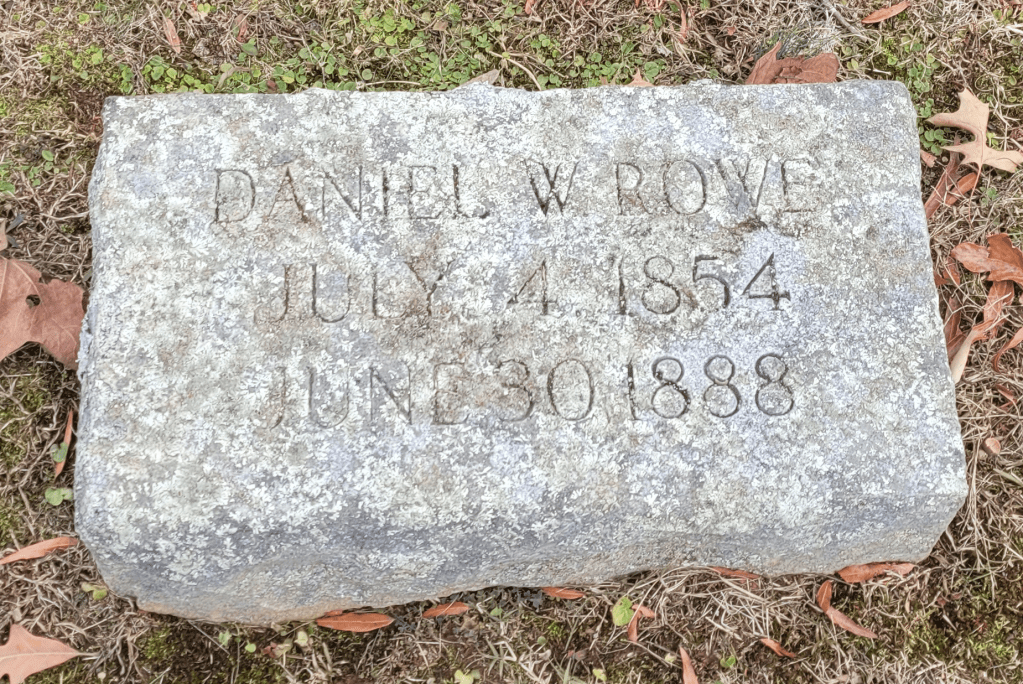 DANIEL W. ROWE
JULY 4, 1854
JUNE 30, 1888